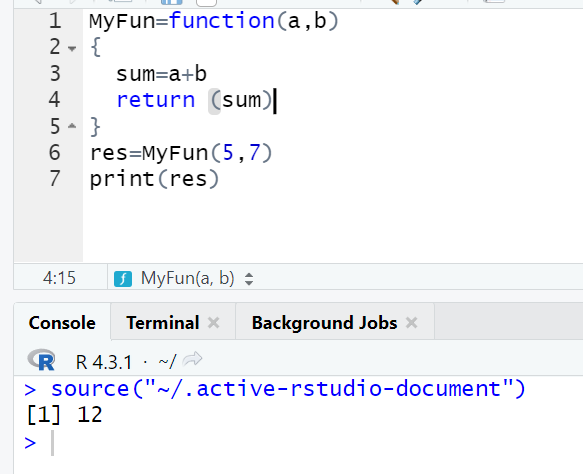 1 MyFun=function(a,b)
2 {
3   sum=a+b
4   return (sum)
5 }
6 res=MyFun(5,7)
7 print(res)
4:15 f MyFun(a, b)
Console Terminal Background Jobs
R R 4.3.1 · ~/
> source("~/.active-rstudio-document")
[1] 12
>